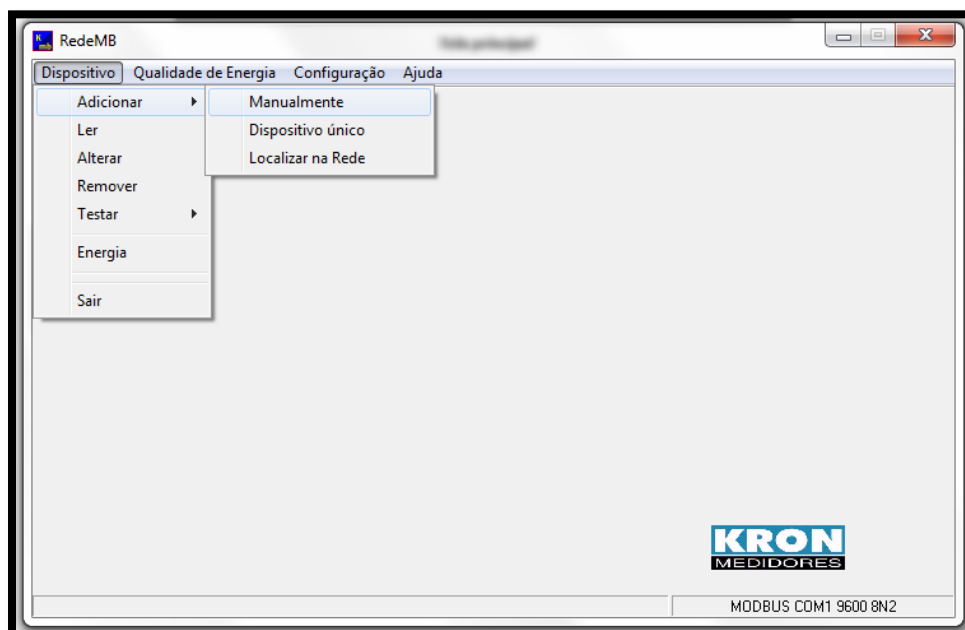 RedeMB
Dispositivo Qualidade de Energia Configuração Ajuda
Adicionar
Manualmente
Ler
Dispositivo único
Alterar
Localizar na Rede
Remover
Testar
Energia
Sair
KRON
MEDIDORES
MODBUS COM1 9600 8N2